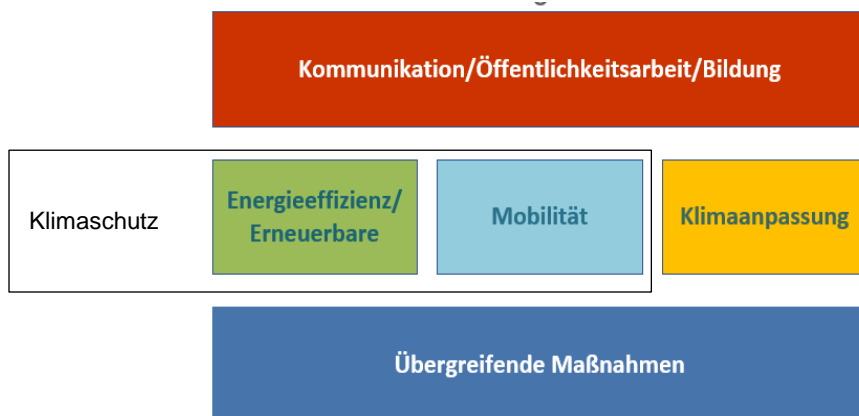 Kommunikation/Öffentlichkeitsarbeit/Bildung
Klimaschutz
Energieeffizienz/
Erneuerbare
Mobilität
Klimaanpassung
Übergreifende Maßnahmen